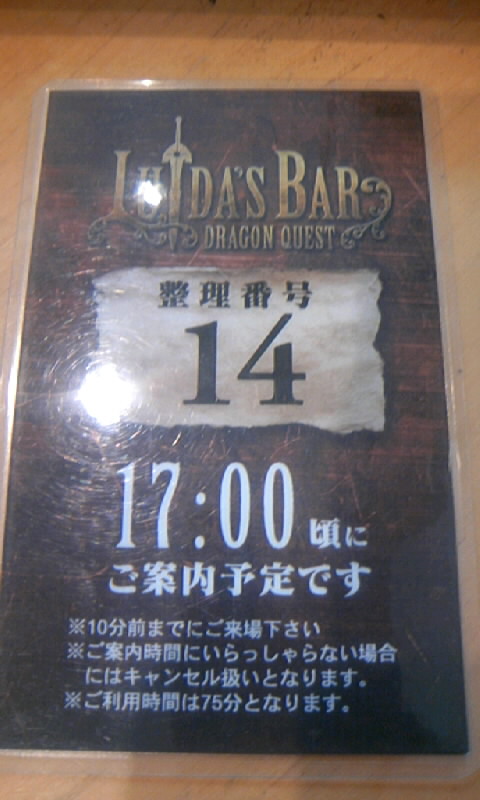 LUIDA'S BAR
DRAGON QUEST
整理番号
14
17:00 頃に
ご案内予定です
※10分前までにご来場下さい
※ご案内時間にいらっしゃらない場合
にはキャンセル扱いとなります。
※ご利用時間は75分となります。